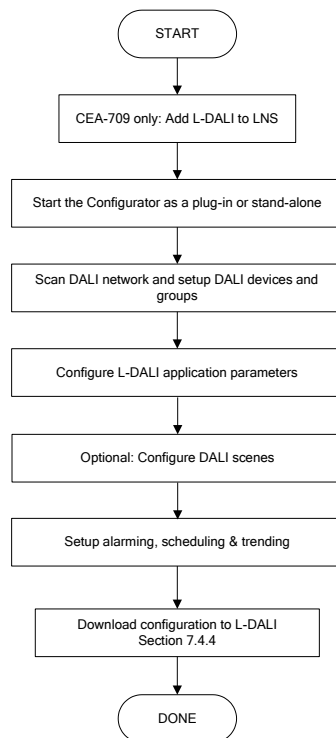 START
CEA-709 only: Add L-DALI to LNS
Start the Configurator as a plug-in or stand-alone
Scan DALI network and setup DALI devices and
groups
Configure L-DALI application parameters
Optional: Configure DALI scenes
Setup alarming, scheduling & trending
Download configuration to L-DALI
Section 7.4.4
DONE